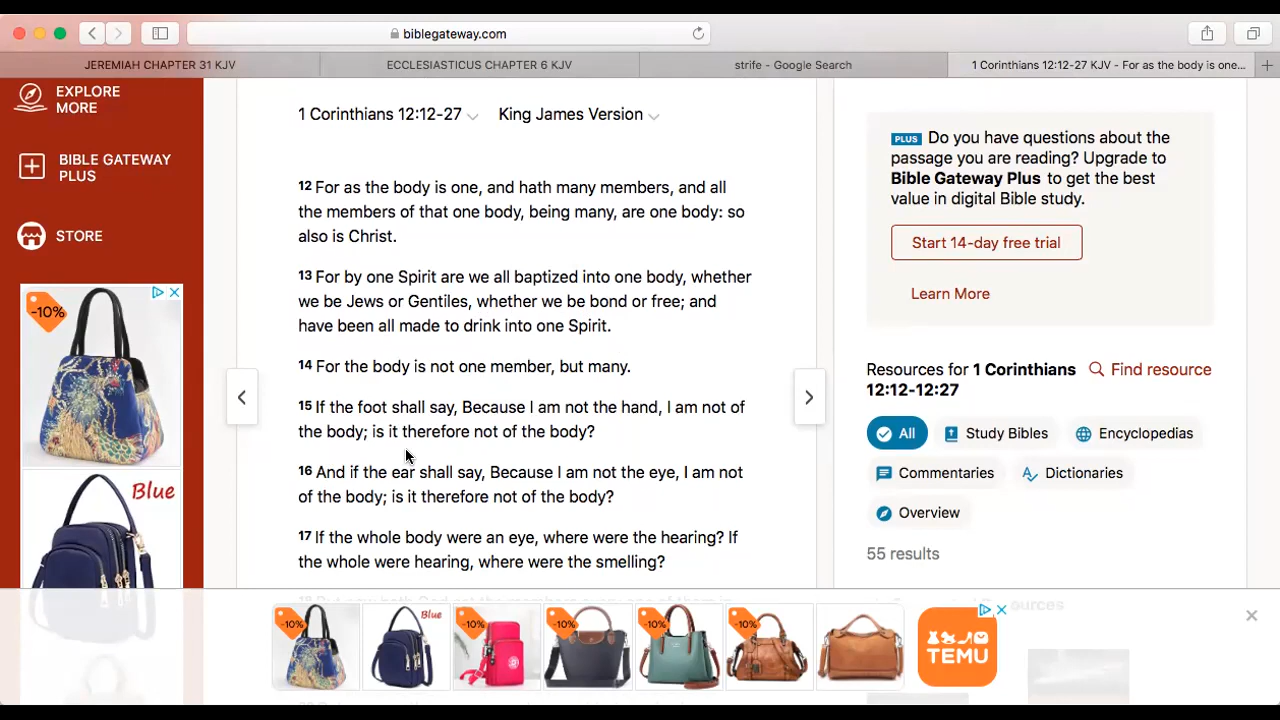 biblegateway.com
JEREMIAH CHAPTER 31 KJV
ECCLESIASTICUS CHAPTER 6 KJV
strife - Google Search
1 Corinthians 12:12-27 KJV - For as the body is one...
EXPLORE
MORE
BIBLE GATEWAY
PLUS
STORE
-10%
Blue
1 Corinthians 12:12-27
King James Version
12 For as the body is one, and hath many members, and all
the members of that one body, being many, are one body: so
also is Christ.
13 For by one Spirit are we all baptized into one body, whether
we be Jews or Gentiles, whether we be bond or free; and
have been all made to drink into one Spirit.
14 For the body is not one member, but many.
15 If the foot shall say, Because I am not the hand, I am not of
the body; is it therefore not of the body?
16 And if the ear shall say, Because I am not the eye, I am not
of the body; is it therefore not of the body?
17 If the whole body were an eye, where were the hearing? If
the whole were hearing, where were the smelling?
PLUS Do you have questions about the
passage you are reading? Upgrade to
Bible Gateway Plus to get the best
value in digital Bible study.
Start 14-day free trial
Learn More
Resources for 1 Corinthians
12:12-12:27
Find resource
All
Study Bibles
Encyclopedias
Commentaries
Dictionaries
Overview
55 results
-10%
Blue
-10%
-10%
-10%
-10%
TEMU